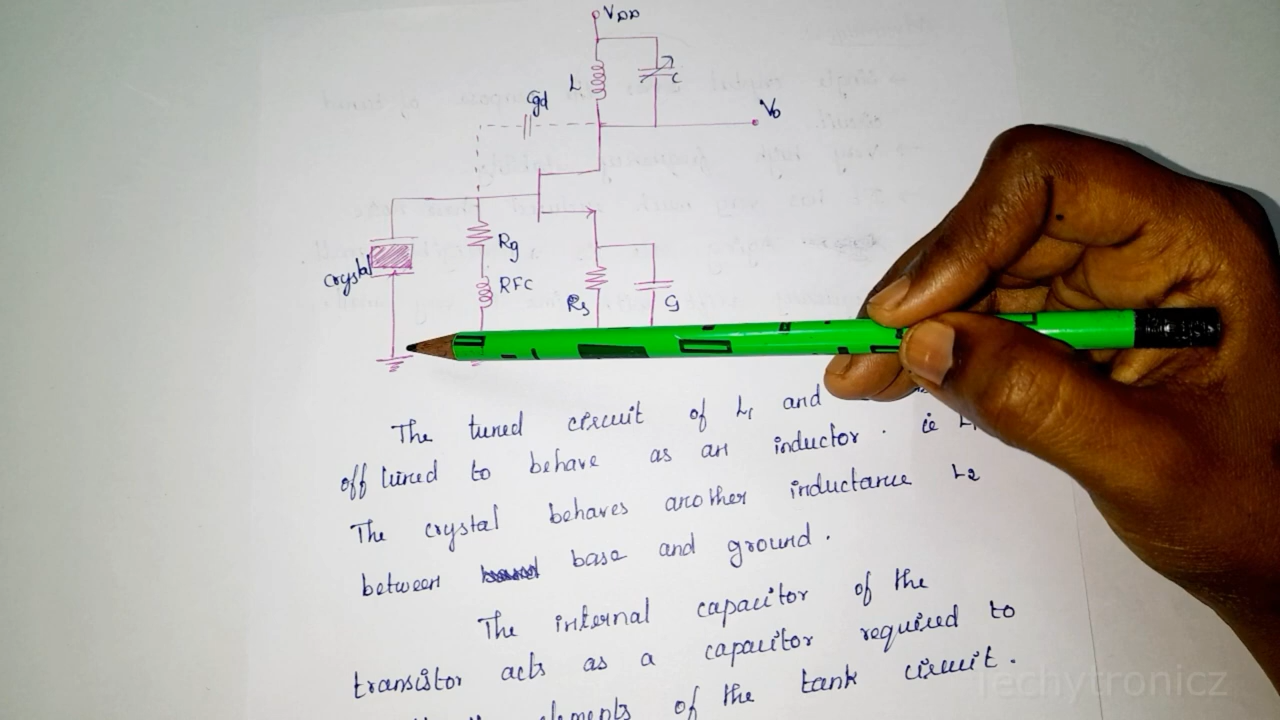 VDD
L
C
Cgd
Vo
Rg
crystal
RFC
Rs
The tuned circuit of L1 and
off tuned to behave as an inductor. ie L1
The crystal behaves another inductance L2
between base and ground.
The internal capacitor of the
transistor acts as a capacitor required to
elements of the tank circuit.
Techytronicz